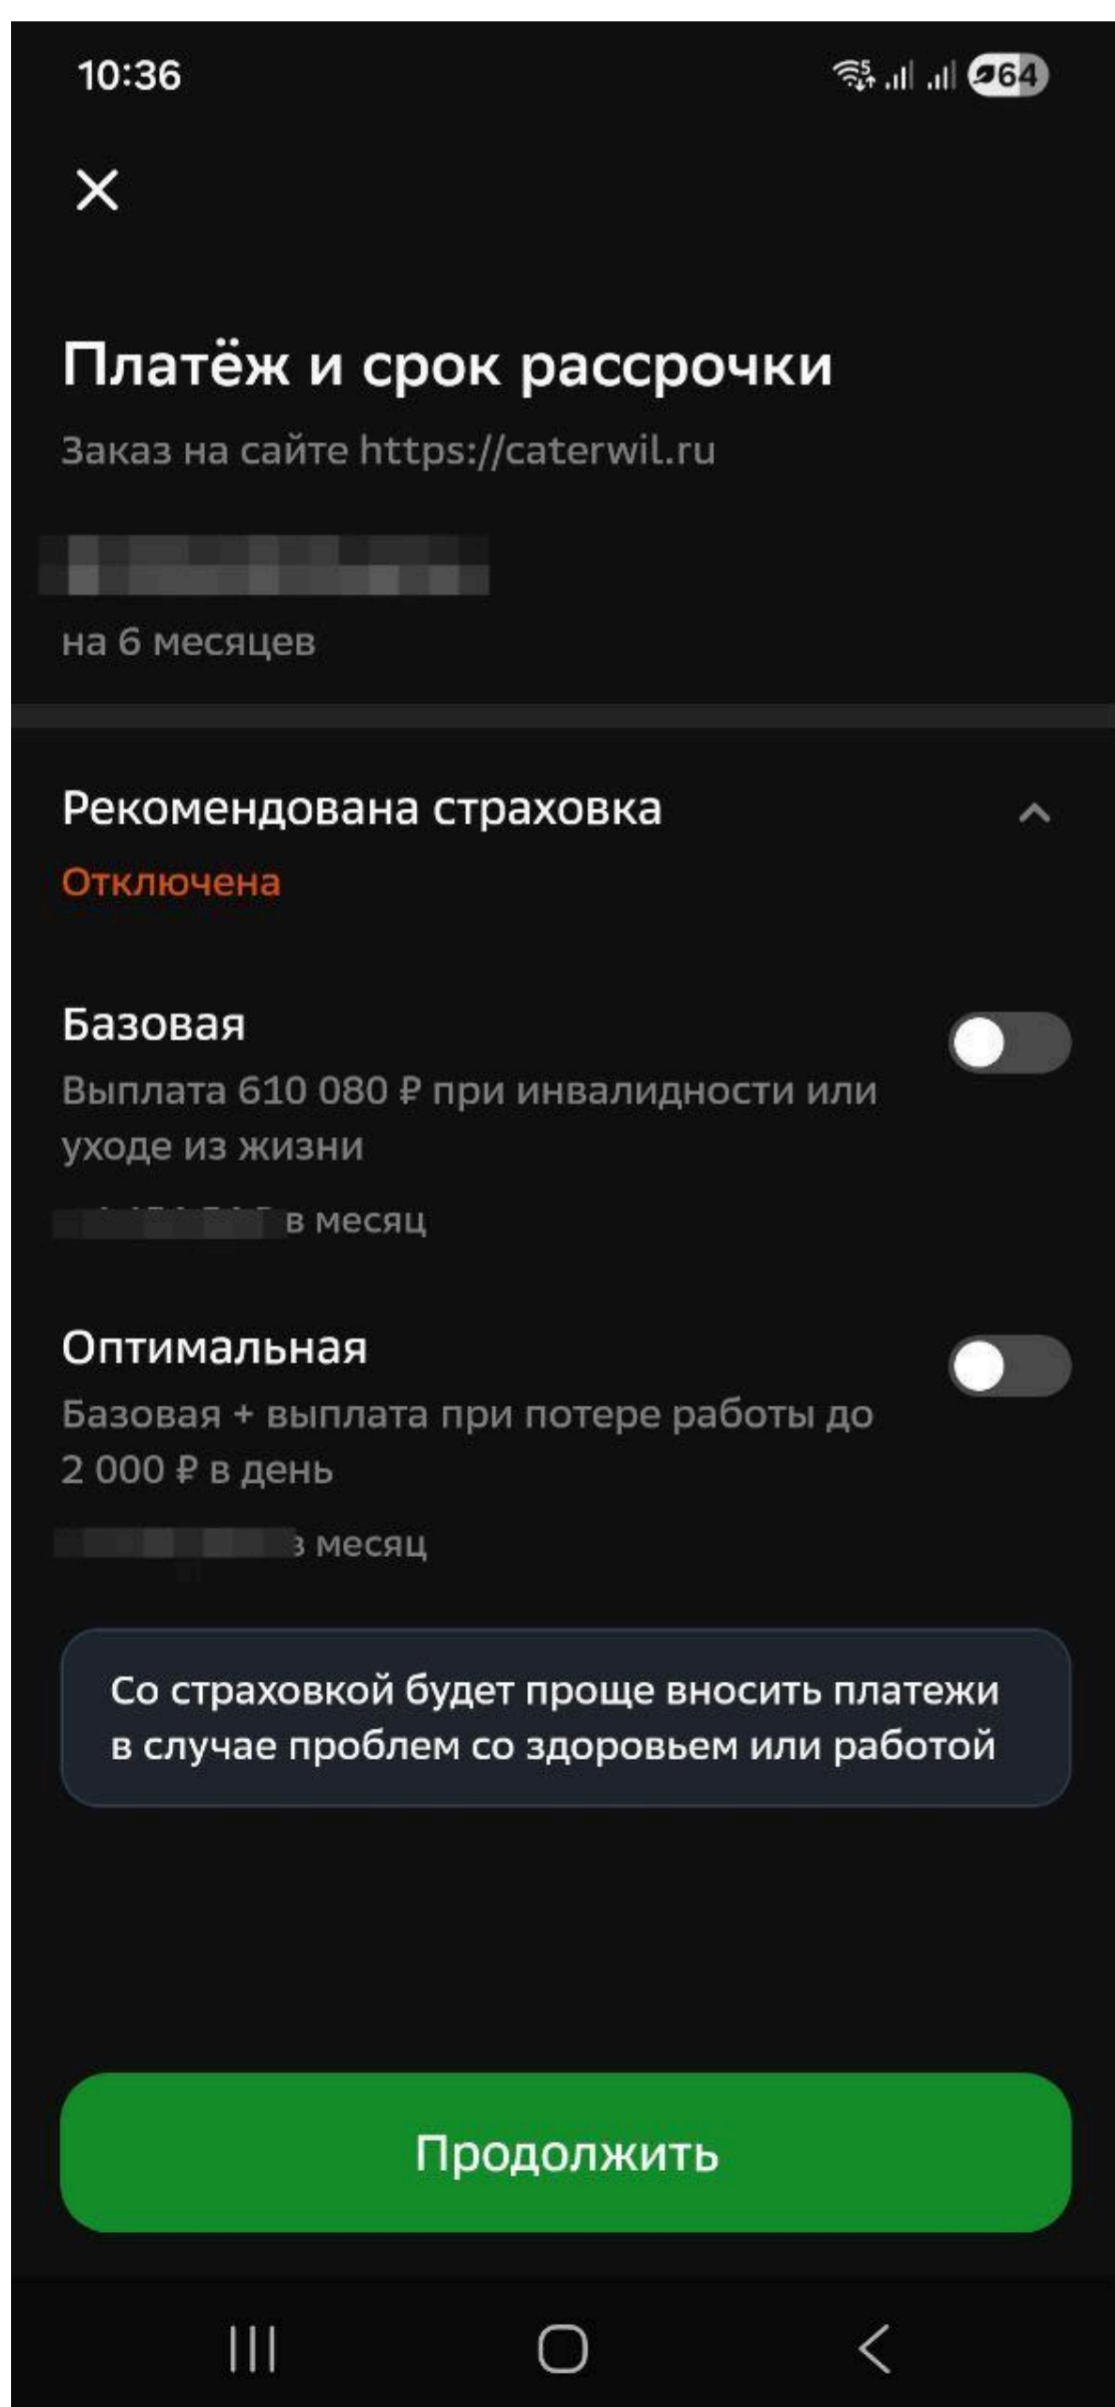 10:36
64
Платёж и срок рассрочки
Заказ на сайте https://caterwil.ru
на 6 месяцев
Рекомендована страховка
Отключена
Базовая
Выплата 610 080 ₽ при инвалидности или
уходе из жизни
в месяц
Оптимальная
Базовая + выплата при потере работы до
2 000 ₽ в день
месяц
Со страховкой будет проще вносить платежи
в случае проблем со здоровьем или работой
Продолжить